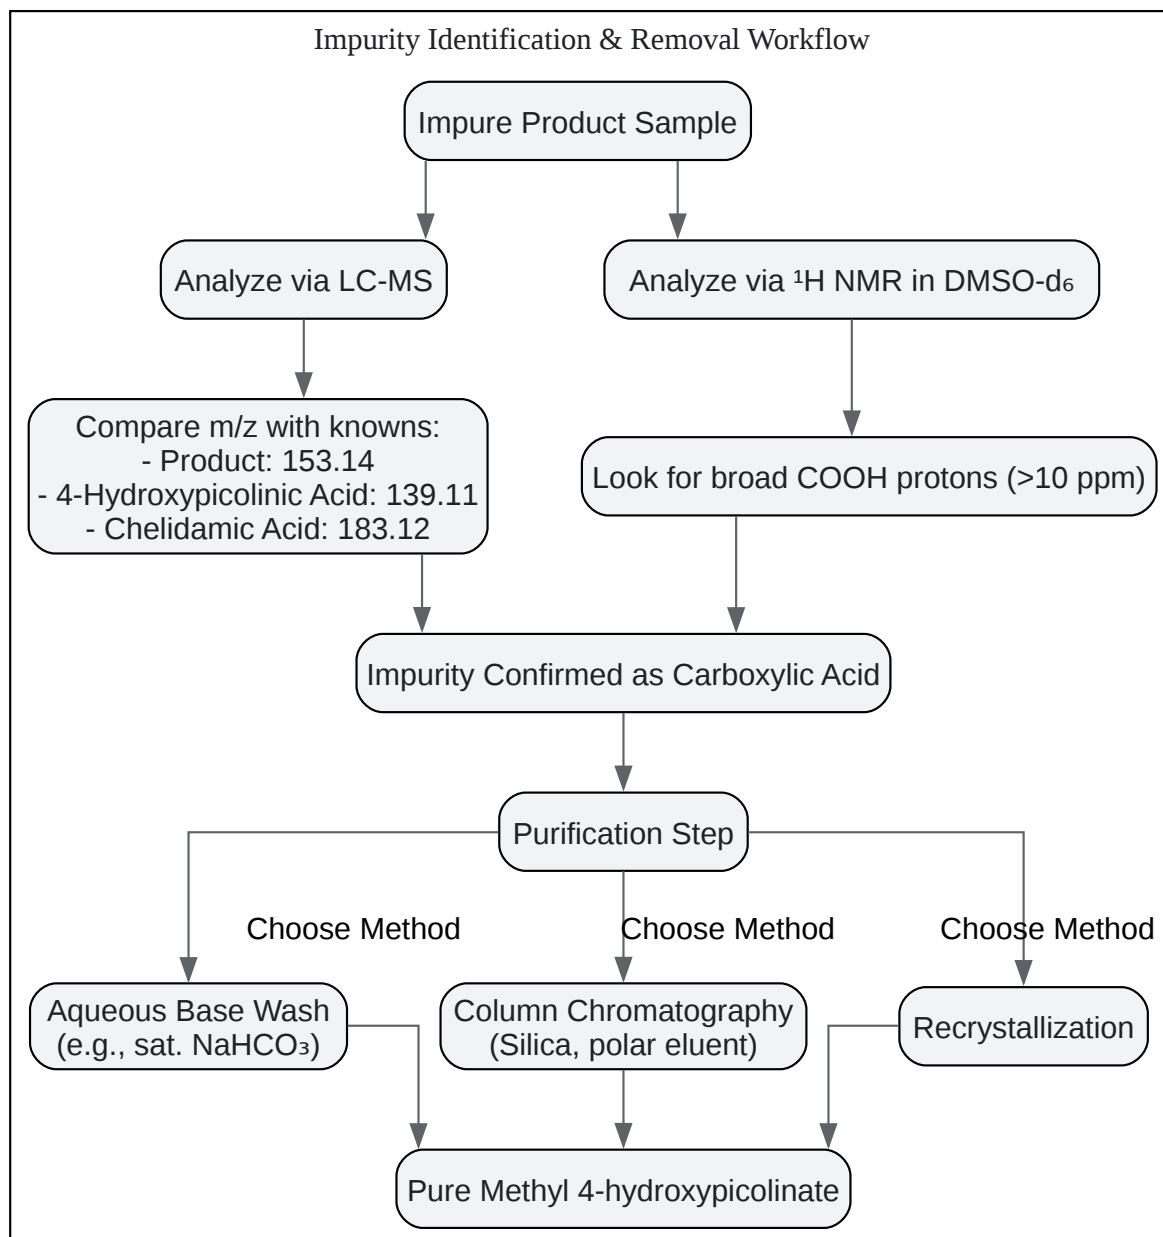 Impurity Identification & Removal Workflow
Impure Product Sample
Analyze via LC-MS
Analyze via ¹H NMR in DMSO-d₆
Compare m/z with knowns:
- Product: 153.14
- 4-Hydroxypicolinic Acid: 139.11
- Chelidamic Acid: 183.12
Look for broad COOH protons (>10 ppm)
Impurity Confirmed as Carboxylic Acid
Purification Step
Choose Method
Choose Method
Choose Method
Aqueous Base Wash
(e.g., sat. NaHCO₃)
Column Chromatography
(Silica, polar eluent)
Recrystallization
Pure Methyl 4-hydroxypicolinate